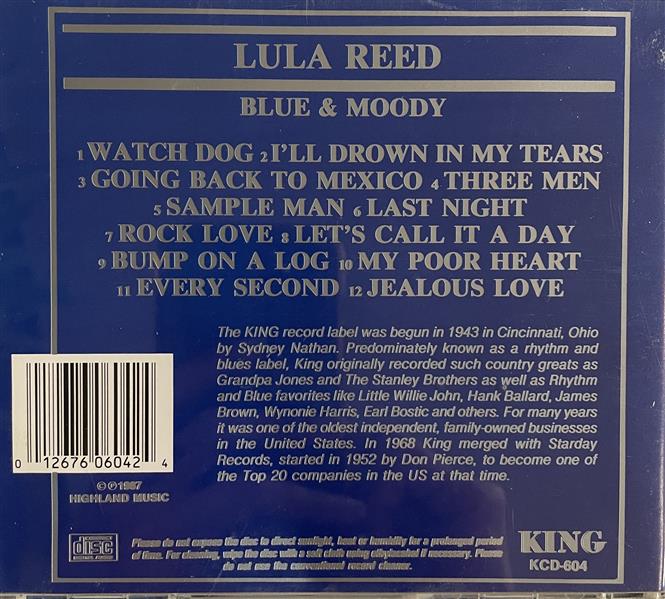 LULA REED
BLUE & MOODY
1 WATCH DOG 2 I'LL DROWN IN MY TEARS
3 GOING BACK TO MEXICO 4 THREE MEN
5 SAMPLE MAN 6 LAST NIGHT
7 ROCK LOVE 8 LET'S CALL IT A DAY
9 BUMP ON A LOG 10 MY POOR HEART
11 EVERY SECOND 12 JEALOUS LOVE
The KING record label was begun in 1943 in Cincinnati, Ohio
by Sydney Nathan. Predominately known as a rhythm and
blues label, King originally recorded such country greats as
Grandpa Jones and The Stanley Brothers as well as Rhythm
and Blue favorites like Little Willie John, Hank Ballard, James
Brown, Wynonie Harris, Earl Bostic and others. For many years
it was one of the oldest independent, family-owned businesses
in the United States. In 1968 King merged with Starday
Records, started in 1952 by Don Pierce, to become one of
the Top 20 companies in the US at that time.
0 12676 06042 4
©℗1987
HIGHLAND MUSIC
disc
Please do not expose the disc to direct sunlight, heat or humidity for a prolonged period
of time. For cleaning, wipe the disc with a soft cloth using ethylacohol if necessary. Please
do not use the conventional record cleaner.
KING
KCD-604